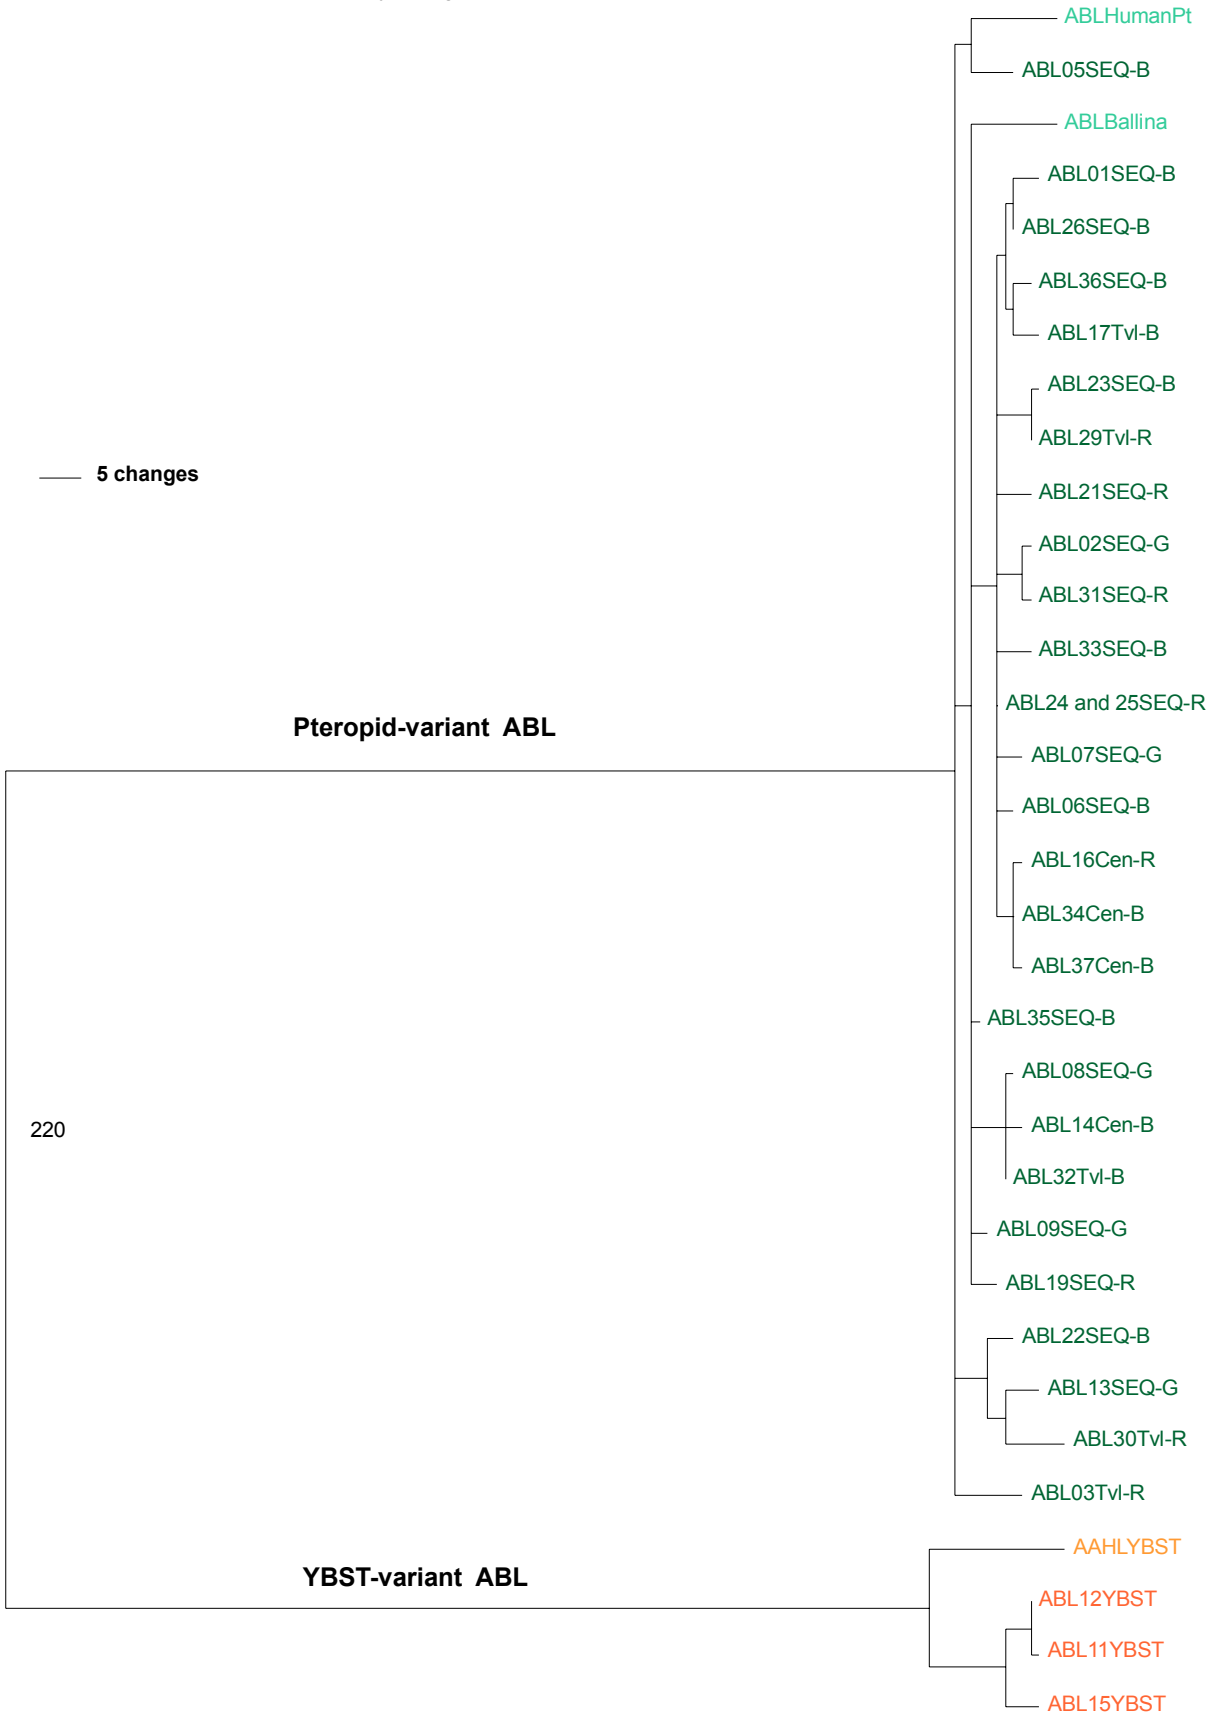 ABLHumanPt
ABL05SEQ-B
ABLBallina
ABL01SEQ-B
ABL26SEQ-B
ABL36SEQ-B
ABL17Tvl-B
ABL23SEQ-B
ABL29Tvl-R
5 changes
ABL21SEQ-R
ABL02SEQ-G
ABL31SEQ-R
ABL33SEQ-B
ABL24 and 25SEQ-R
Pteropid-variant ABL
ABL07SEQ-G
ABL06SEQ-B
ABL16Cen-R
ABL34Cen-B
ABL37Cen-B
ABL35SEQ-B
ABL08SEQ-G
220
ABL14Cen-B
ABL32Tvl-B
ABL09SEQ-G
ABL19SEQ-R
ABL22SEQ-B
ABL13SEQ-G
ABL30Tvl-R
ABL03Tvl-R
AAHLYBST
YBST-variant ABL
ABL12YBST
ABL11YBST
ABL15YBST